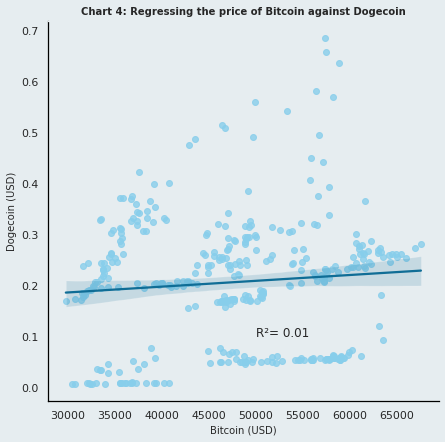 Chart 4: Regressing the price of Bitcoin against Dogecoin
0.7
0.6
0.5
0.4
0.3
0.2
0.1
0.0
Dogecoin (USD)
R²= 0.01
30000 35000 40000 45000 50000 55000 60000 65000
Bitcoin (USD)